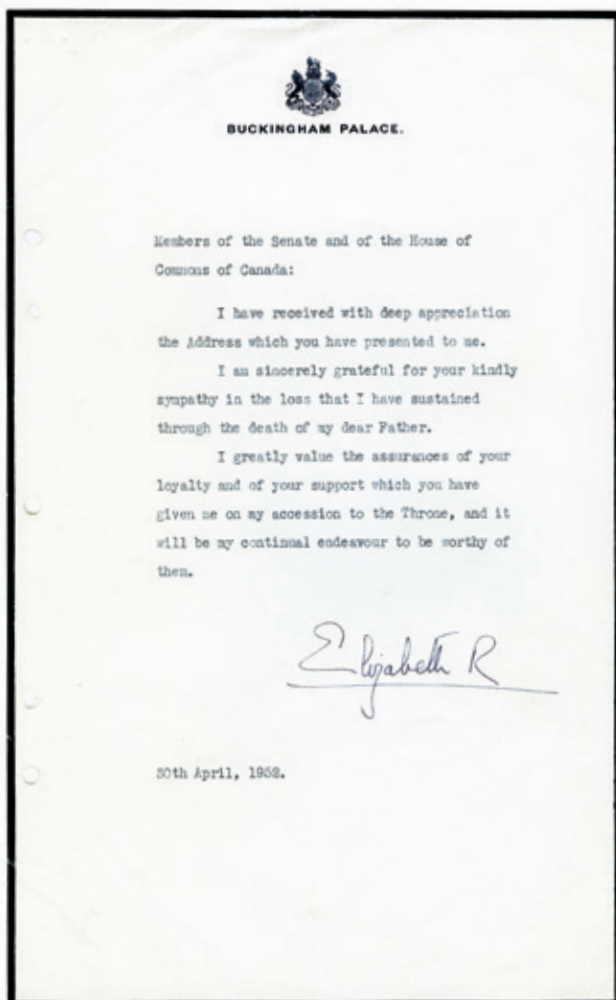 BUCKINGHAM PALACE.
Members of the Senate and of the House of
Commons of Canada:
I have received with deep appreciation
the Address which you have presented to me.
I am sincerely grateful for your kindly
sympathy in the loss that I have sustained
through the death of my dear Father.
I greatly value the assurances of your
loyalty and of your support which you have
given me on my accession to the Throne, and it
will be my continual endeavour to be worthy of
them.
Elizabeth R
30th April, 1952.